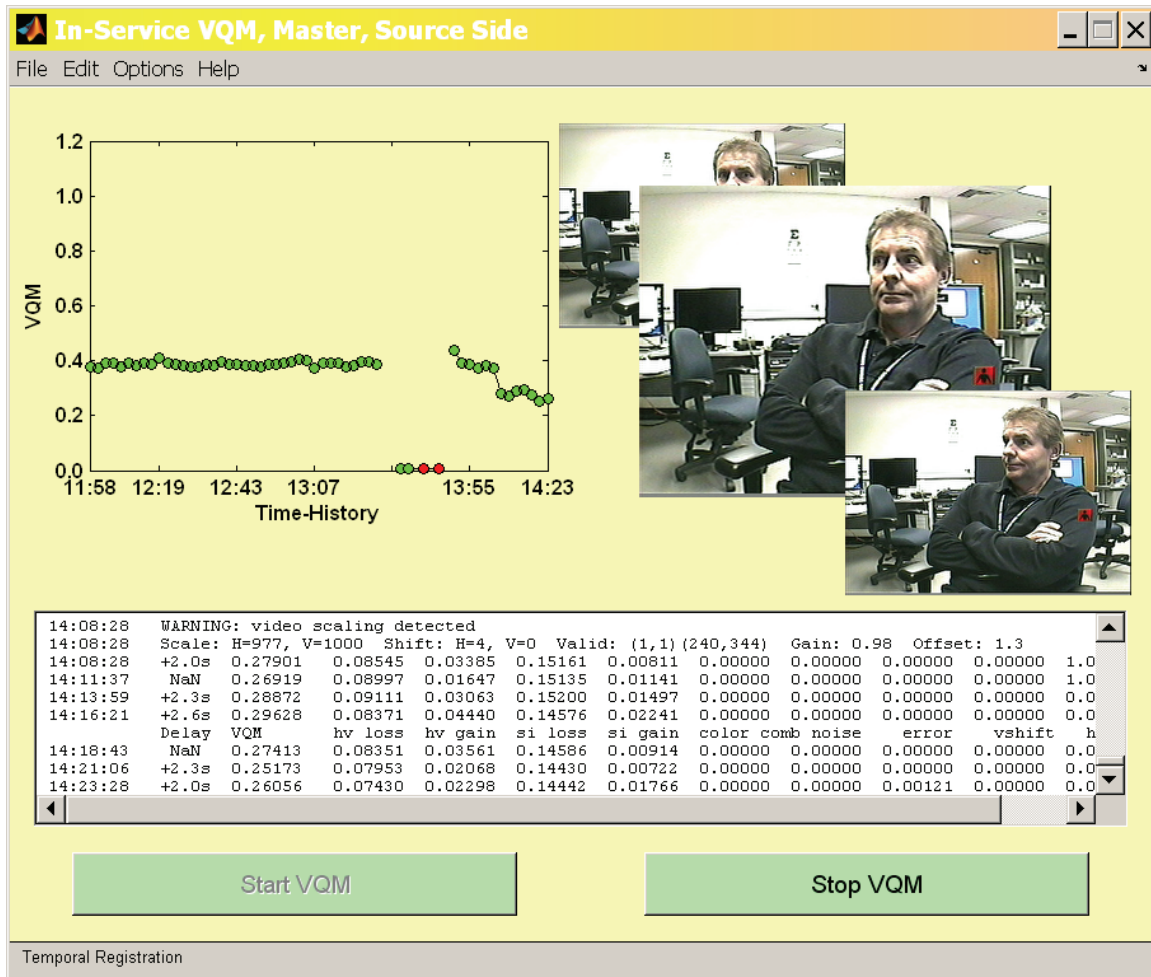 In-Service VQM, Master, Source Side
File Edit Options Help
1.2
1.0
0.8
0.6
0.4
0.2
0.0
VQM
11:58 12:19 12:43 13:07 13:55 14:23
Time-History
E
E
14:08:28 WARNING: video scaling detected
14:08:28 Scale: H=977, V=1000 Shift: H=4, V=0 Valid: (1,1)(240,344) Gain: 0.98 Offset: 1.3
14:08:28 +2.0s 0.27901 0.08545 0.03385 0.15161 0.00811 0.00000 0.00000 0.00000 0.00000 1.0
14:11:37 NaN 0.26919 0.08997 0.01647 0.15135 0.01141 0.00000 0.00000 0.00000 0.00000 1.0
14:13:59 +2.3s 0.28872 0.09111 0.03063 0.15200 0.01497 0.00000 0.00000 0.00000 0.00000 0.0
14:16:21 +2.6s 0.29628 0.08371 0.04440 0.14576 0.02241 0.00000 0.00000 0.00000 0.00000 0.0
Delay VQM hv loss hv gain si loss si gain color comb noise error vshift h
14:18:43 NaN 0.27413 0.08351 0.03561 0.14586 0.00914 0.00000 0.00000 0.00000 0.00000 0.0
14:21:06 +2.3s 0.25173 0.07953 0.02068 0.14430 0.00722 0.00000 0.00000 0.00000 0.00000 0.0
14:23:28 +2.0s 0.26056 0.07430 0.02298 0.14442 0.01766 0.00000 0.00000 0.00121 0.00000 0.0
Start VQM
Stop VQM
Temporal Registration